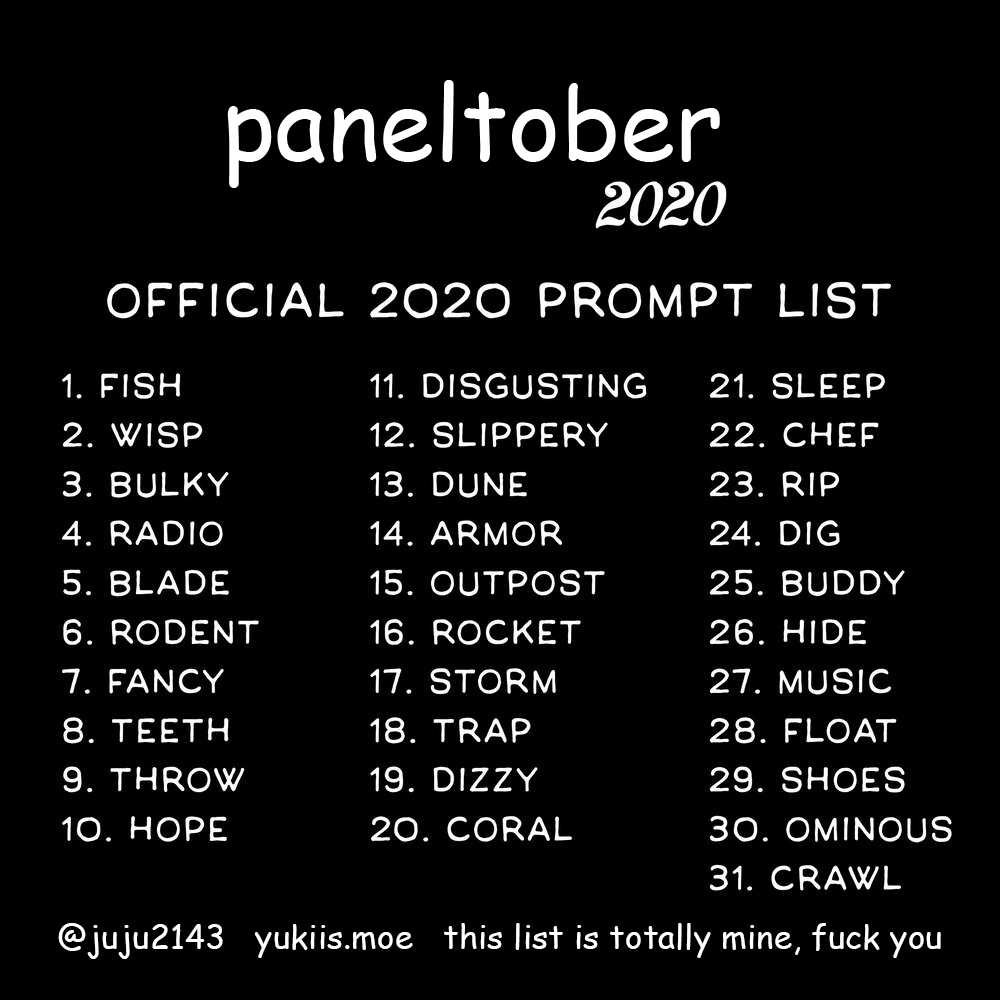 paneltober
2020
OFFICIAL 2020 PROMPT LIST
1. FISH
2. WISP
3. BULKY
4. RADIO
5. BLADE
6. RODENT
7. FANCY
8. TEETH
9. THROW
10. HOPE
11. DISGUSTING
12. SLIPPERY
13. DUNE
14. ARMOR
15. OUTPOST
16. ROCKET
17. STORM
18. TRAP
19. DIZZY
20. CORAL
21. SLEEP
22. CHEF
23. RIP
24. DIG
25. BUDDY
26. HIDE
27. MUSIC
28. FLOAT
29. SHOES
30. OMINOUS
31. CRAWL
@juju2143 yukiis.moe this list is totally mine, fuck you